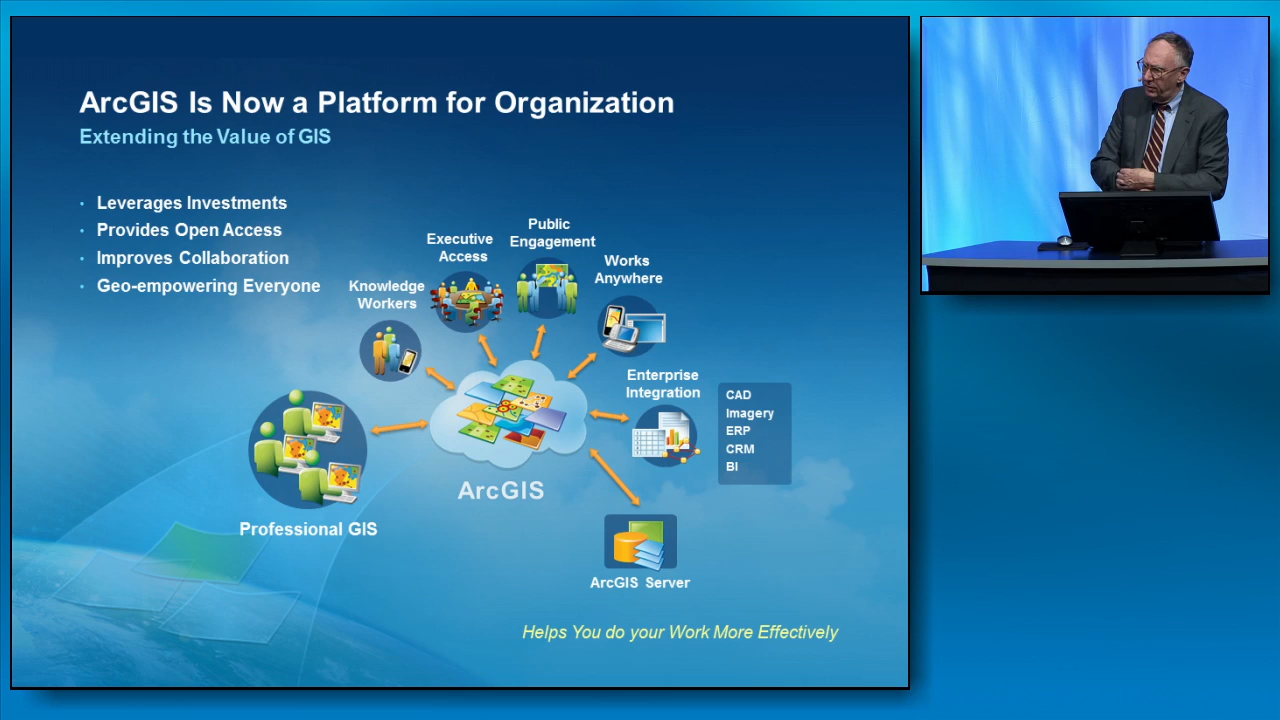 ArcGIS Is Now a Platform for Organization
Extending the Value of GIS
• Leverages Investments
• Provides Open Access
• Improves Collaboration
• Geo-empowering Everyone
Knowledge
Workers
Executive
Access
Public
Engagement
Works
Anywhere
Enterprise
Integration
CAD
Imagery
ERP
CRM
BI
ArcGIS
Professional GIS
ArcGIS Server
Helps You do your Work More Effectively